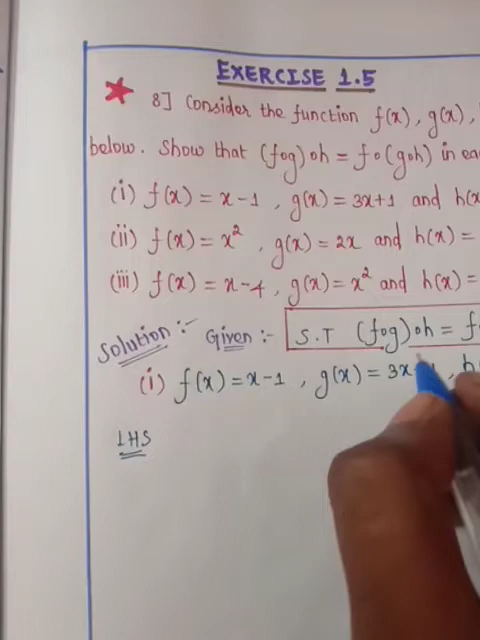 EXERCISE 1.5
8] Consider the function f(x), g(x),
below. Show that (fog)oh = fo(goh) in ea
(i) f(x) = x-1, g(x) = 3x+1 and h(x
(ii) f(x) = x², g(x) = 2x and h(x) =
(iii) f(x) = x-4, g(x) = x² and h(x) =
Solution :- Given :- S.T (fog)oh = f
(i) f(x) = x-1, g(x) = 3x 1, h
LHS